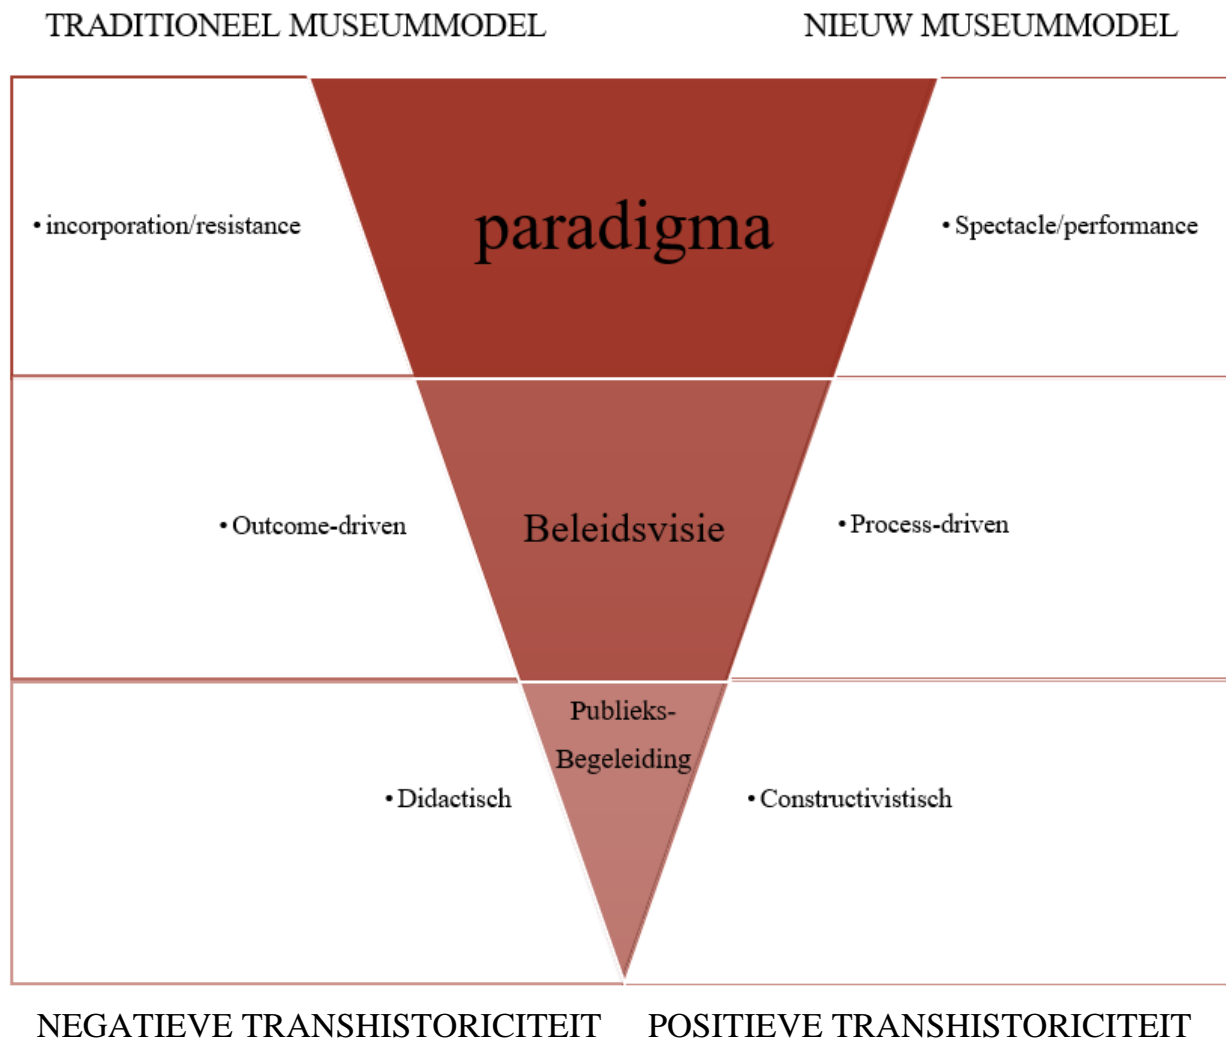 TRADITIONEEL MUSEUMMODEL
NIEUW MUSEUMMODEL
• incorporation/resistance
paradigma
• Spectacle/performance
• Outcome-driven
Beleidsvisie
• Process-driven
Publieks-
Begeleiding
• Didactisch
• Constructivistisch
NEGATIEVE TRANSHISTORICITEIT
POSITIEVE TRANSHISTORICITEIT